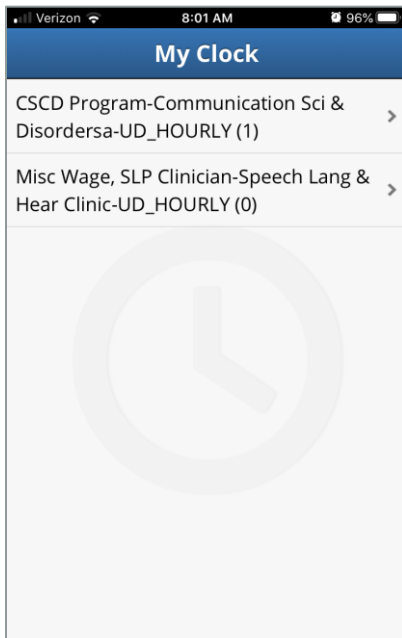 Verizon 8:01 AM 96%
My Clock
CSCD Program-Communication Sci &
Disordersa-UD_HOURLY (1)
Misc Wage, SLP Clinician-Speech Lang &
Hear Clinic-UD_HOURLY (0)